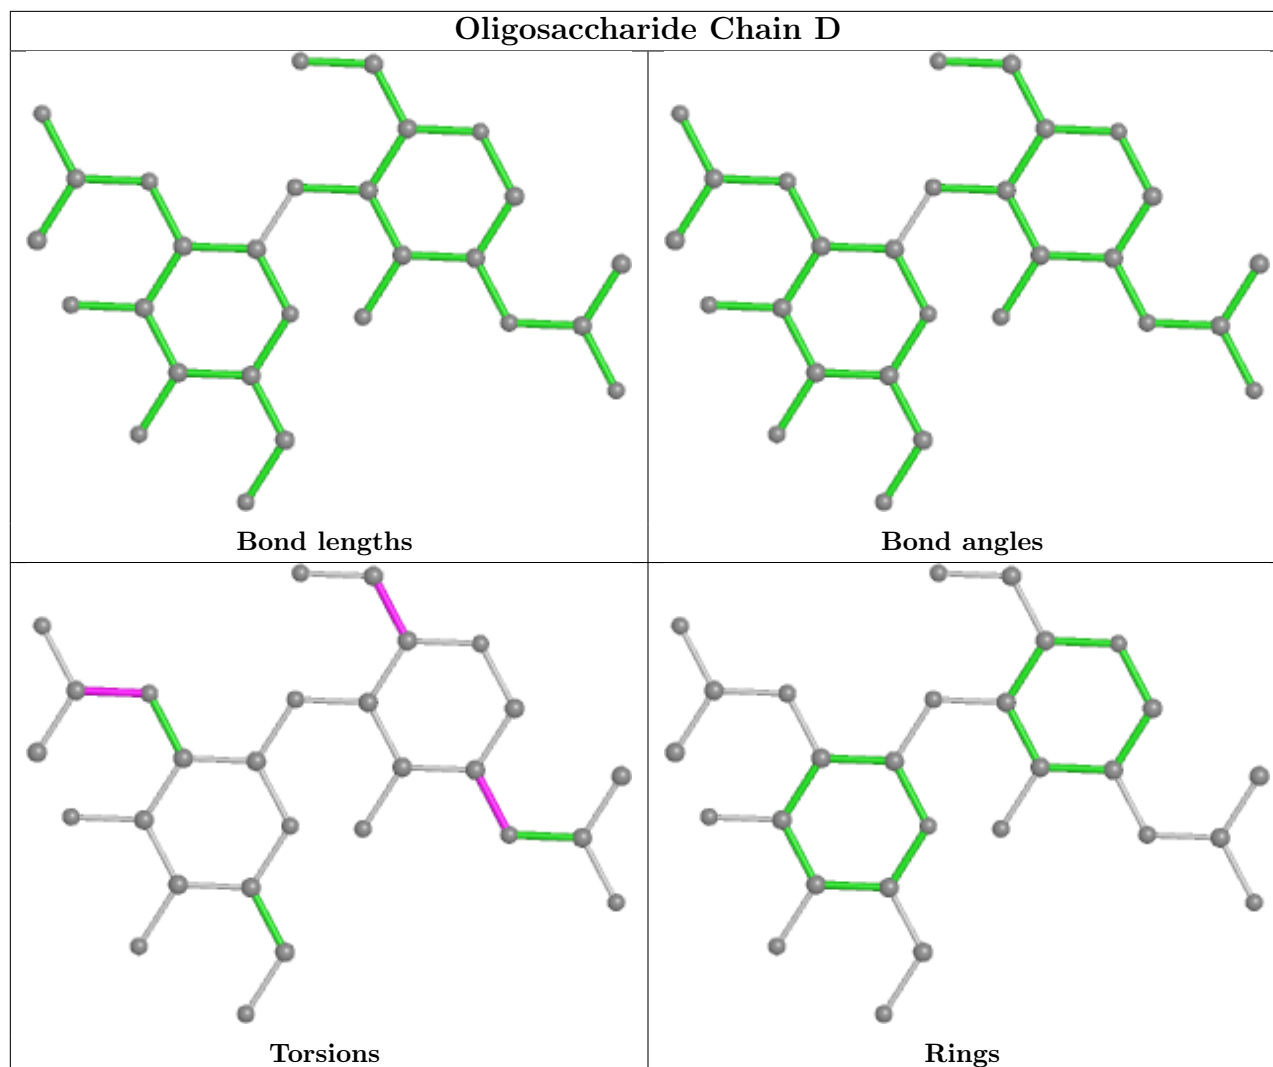 Oligosaccharide Chain D
Bond lengths
Bond angles
Torsions
Rings